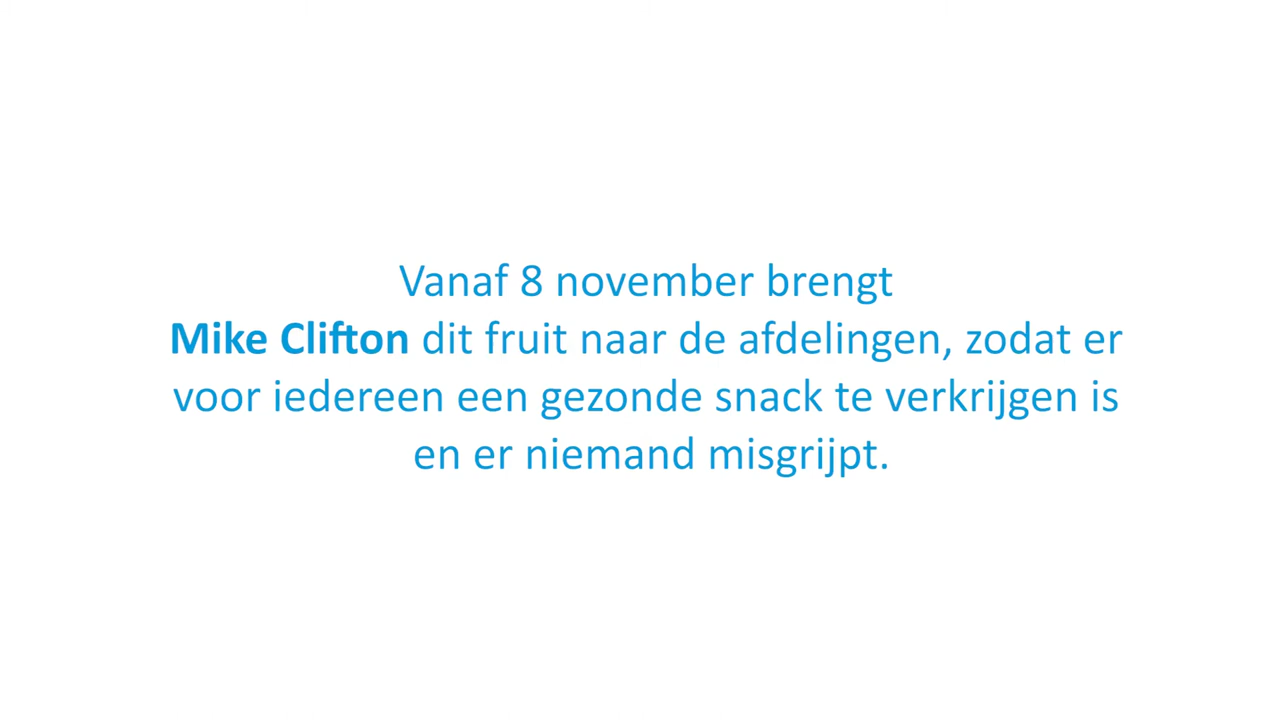 Vanaf 8 november brengt
Mike Clifton dit fruit naar de afdelingen, zodat er
voor iedereen een gezonde snack te verkrijgen is
en er niemand misgrijpt.